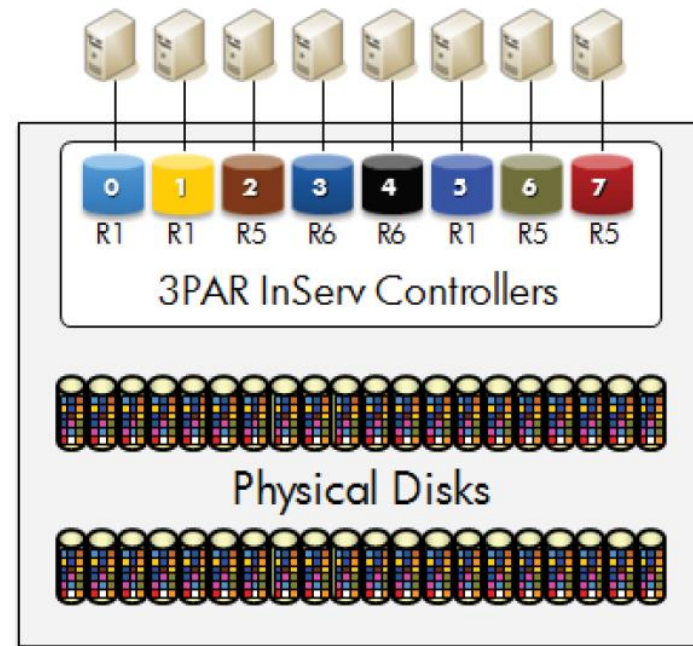 0 1 2 3 4 5 6 7
R1 R1 R5 R6 R6 R1 R5 R5
3PAR InServ Controllers
Physical Disks